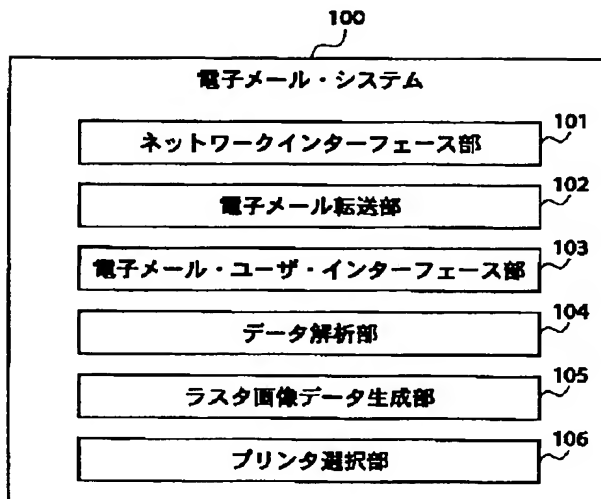 100
電子メール・システム
ネットワークインターフェース部
101
電子メール転送部
102
電子メール・ユーザ・インターフェース部
103
データ解析部
104
ラスタ画像データ生成部
105
プリンタ選択部
106